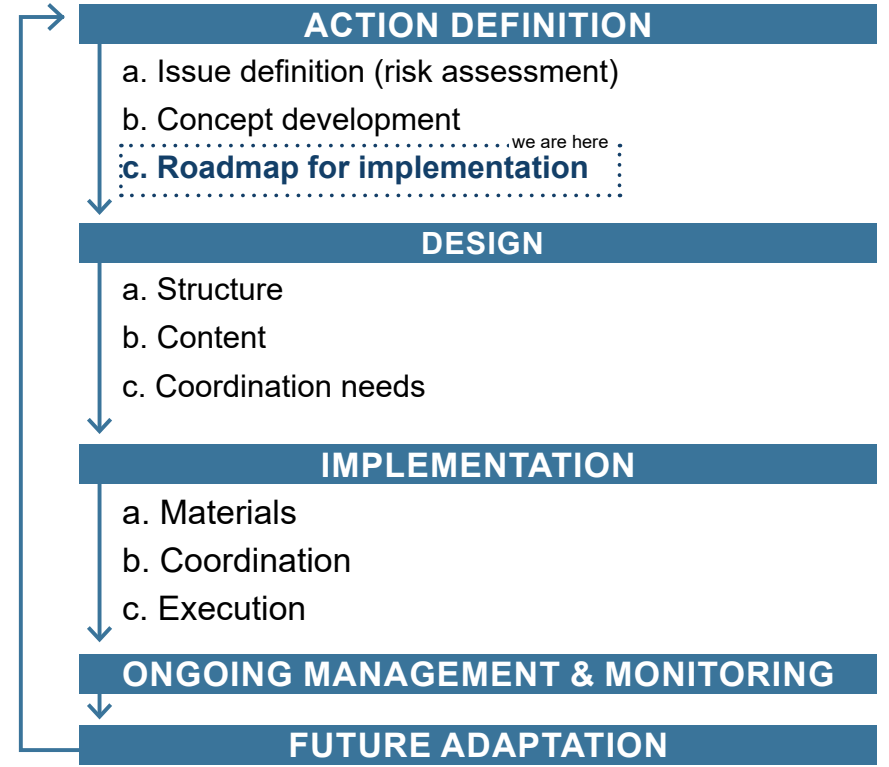 ACTION DEFINITION
a. Issue definition (risk assessment)
b. Concept development
we are here
c. Roadmap for implementation
DESIGN
a. Structure
b. Content
c. Coordination needs
IMPLEMENTATION
a. Materials
b. Coordination
c. Execution
ONGOING MANAGEMENT & MONITORING
FUTURE ADAPTATION